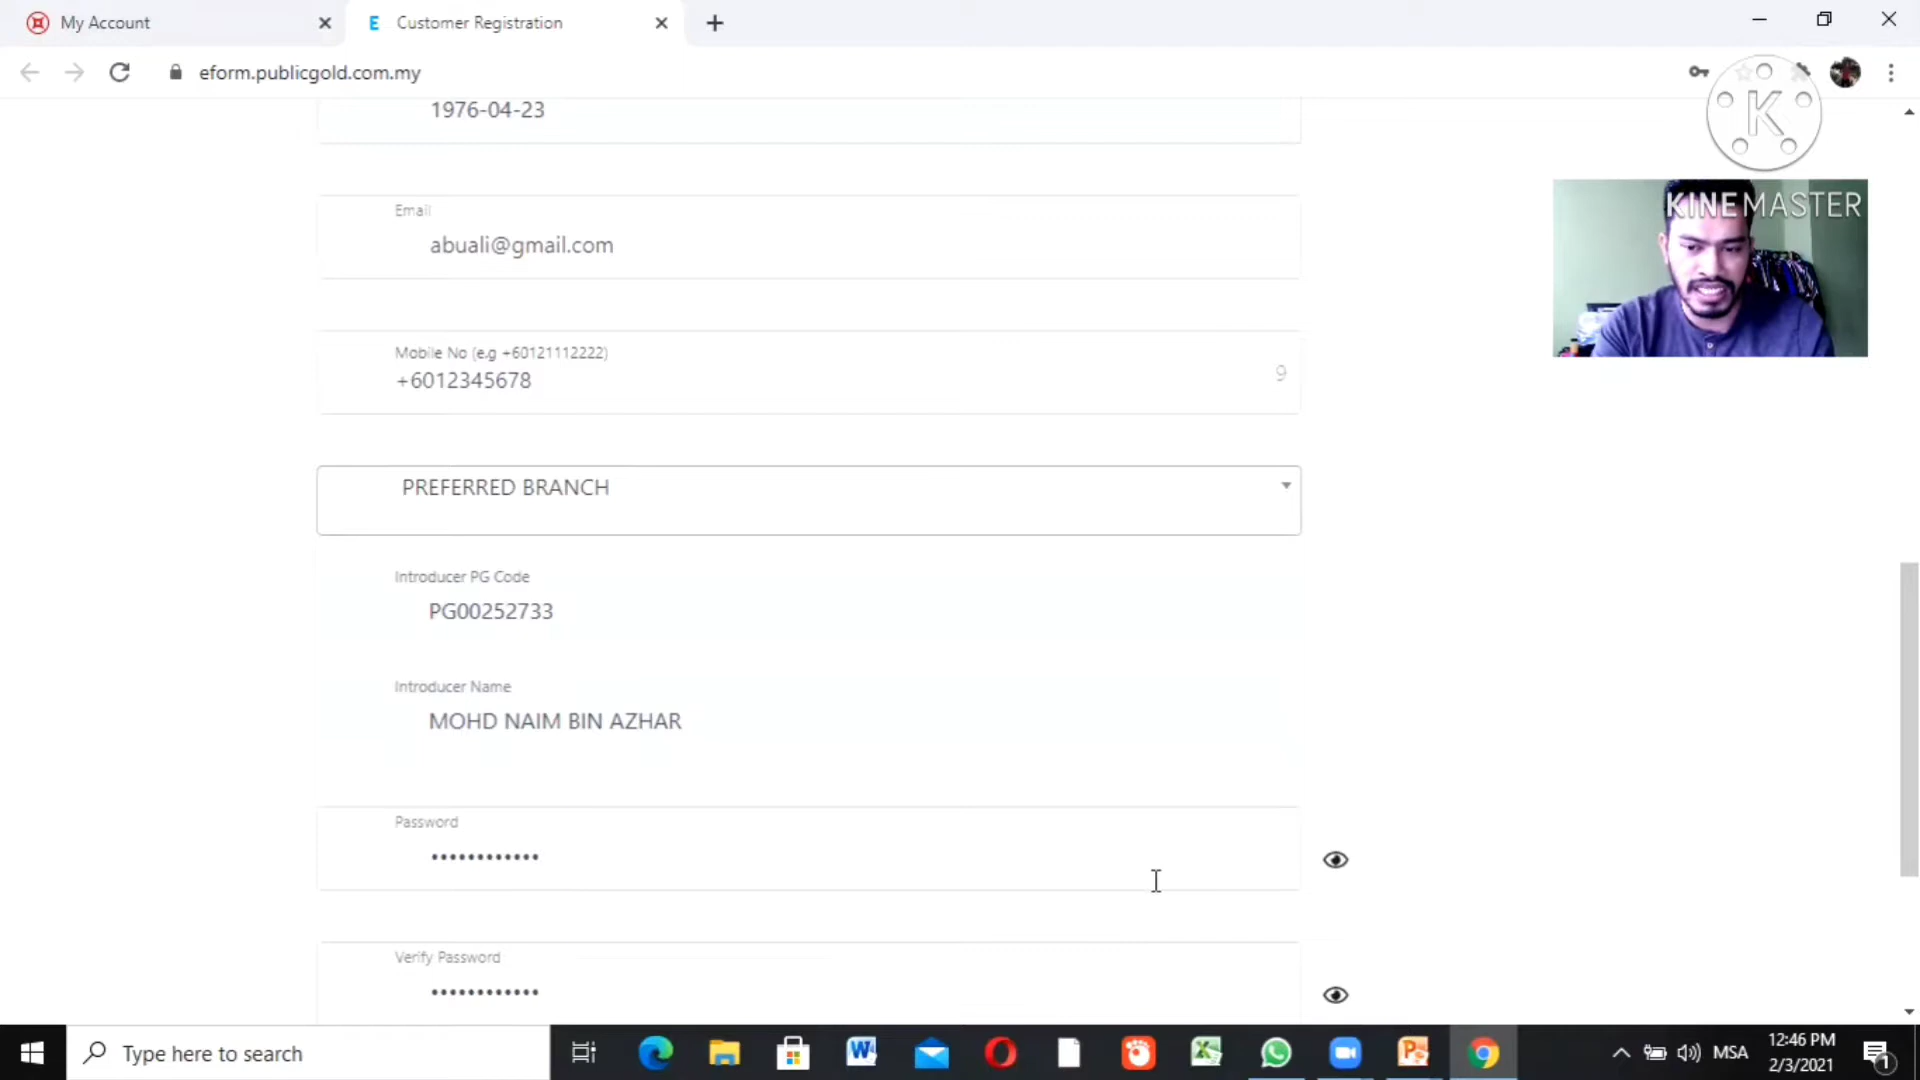 My Account
E Customer Registration
eform.publicgold.com.my
K
KINEMASTER
1976-04-23
Email
abuali@gmail.com
Mobile No (e.g +60121112222)
+6012345678
9
PREFERRED BRANCH
Introducer PG Code
PG00252733
Introducer Name
MOHD NAIM BIN AZHAR
Password
••••••••••••
Verify Password
••••••••••••
Type here to search
MSA
12:46 PM
2/3/2021
1